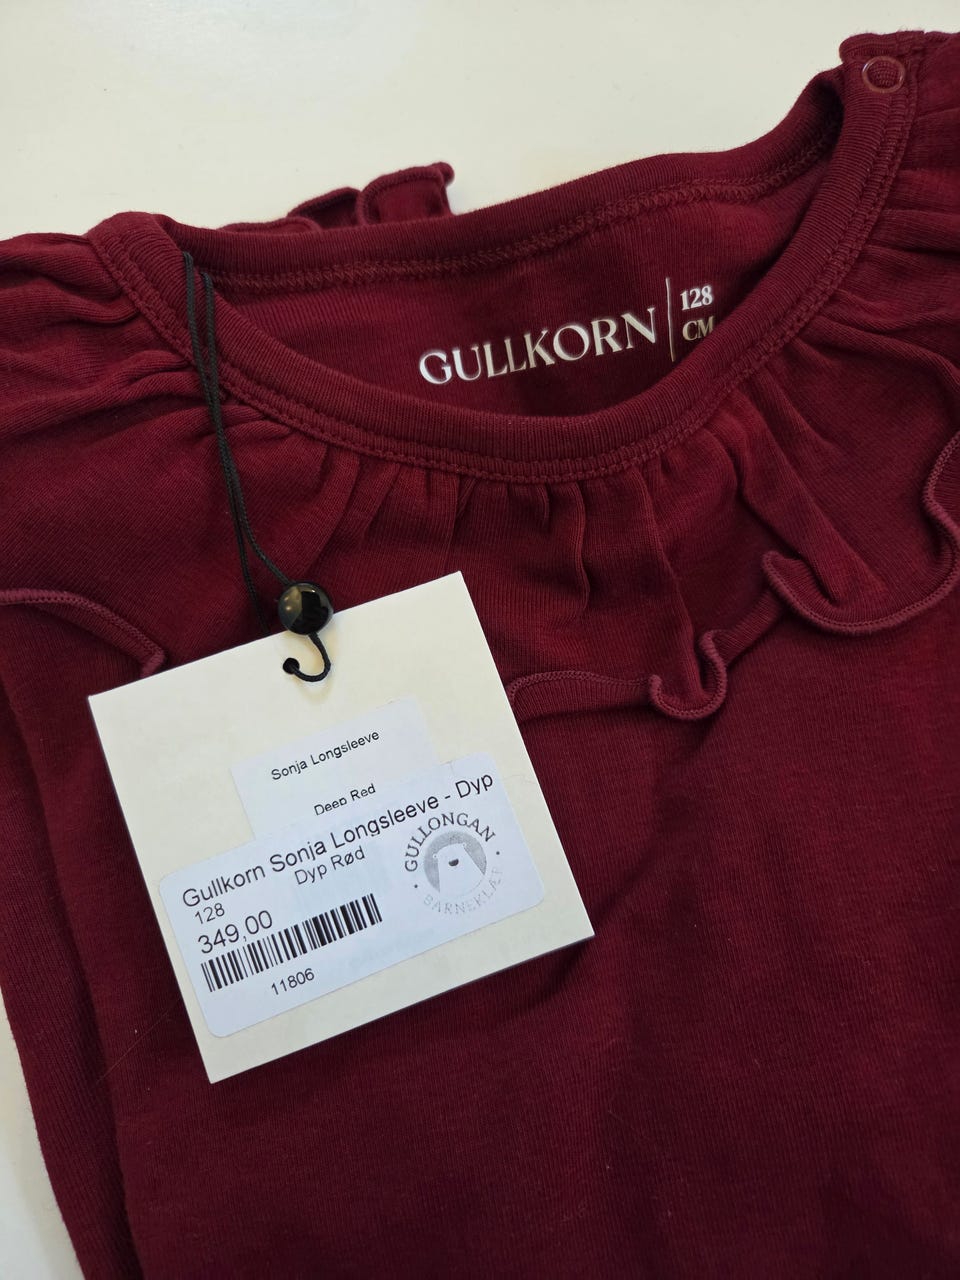 GULLKORN
128
CM
Sonja Longsleeve
Deep Red
Gullkorn Sonja Longsleeve - Dyp
Dyp Rød
128
349,00
11806
GULLONGAN
BARNEKLÆR